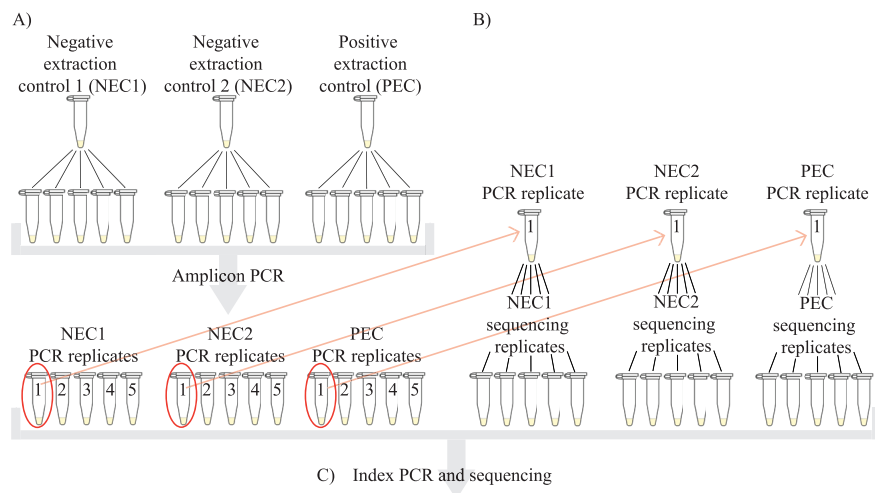 A)
Negative
extraction
control 1 (NEC1)
Negative
extraction
control 2 (NEC2)
Positive
extraction
control (PEC)
Amplicon PCR
NEC1
PCR replicates
1 2 3 4 5
NEC2
PCR replicates
1 2 3 4 5
PEC
PCR replicates
1 2 3 4 5
B)
NEC1
PCR replicate
1
NEC2
PCR replicate
1
PEC
PCR replicate
1
NEC1
sequencing
replicates
NEC2
sequencing
replicates
PEC
sequencing
replicates
C) Index PCR and sequencing